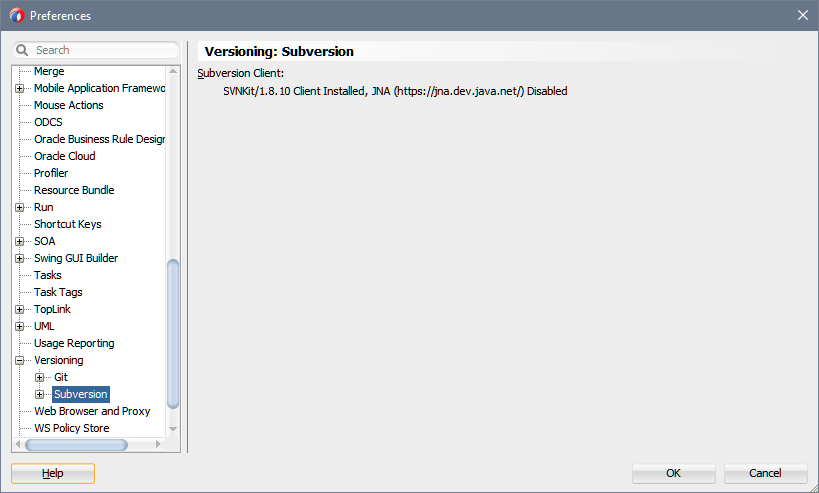 Preferences
Search
Versioning: Subversion
Subversion Client:
SVNKit/1.8.10 Client Installed, JNA (https://jna.dev.java.net/) Disabled
Merge
Mobile Application Framewo
Mouse Actions
ODCS
Oracle Business Rule Design
Oracle Cloud
Profiler
Resource Bundle
Run
Shortcut Keys
SOA
Swing GUI Builder
Tasks
Task Tags
TopLink
UML
Usage Reporting
Versioning
Git
Subversion
Web Browser and Proxy
WS Policy Store
Help
OK
Cancel